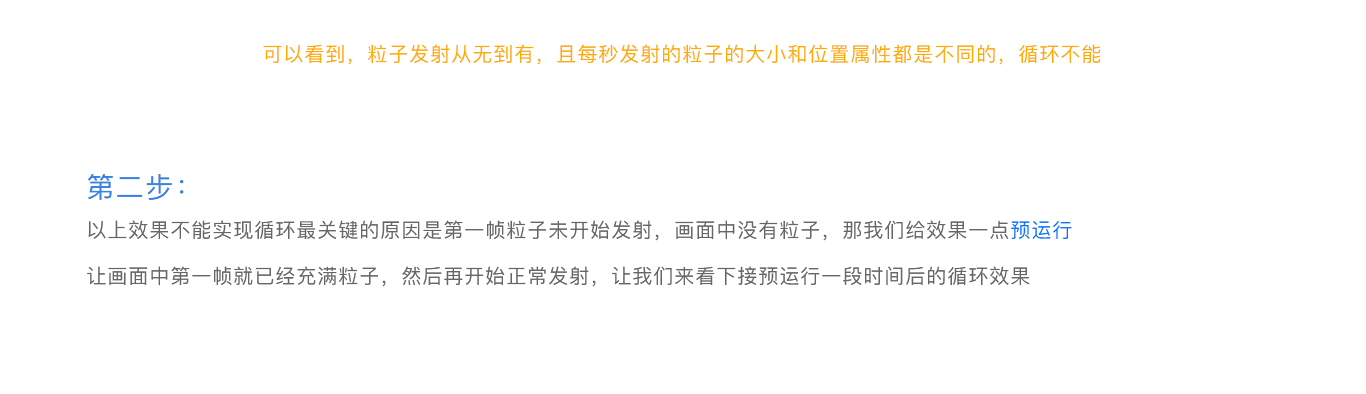 可以看到，粒子发射从无到有，且每秒发射的粒子的大小和位置属性都是不同的，循环不能
第二步：
以上效果不能实现循环最关键的原因是第一帧粒子未开始发射，画面中没有粒子，那我们给效果一点预运行
让画面中第一帧就已经充满粒子，然后再开始正常发射，让我们来看下接预运行一段时间后的循环效果